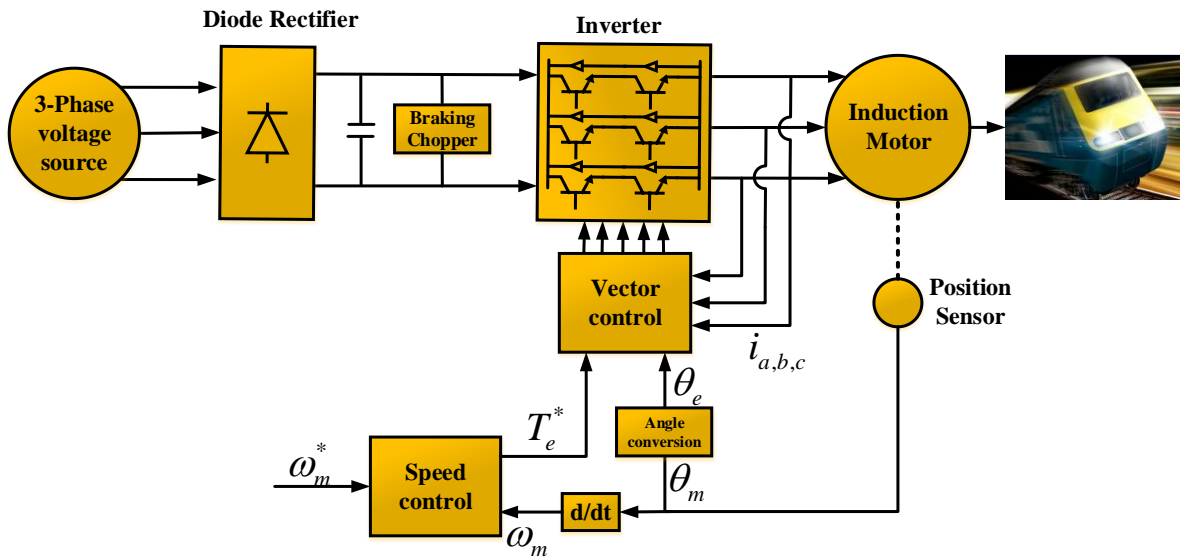 Diode Rectifier
Inverter
3-Phase
voltage
source
Braking
Chopper
Induction
Motor
Vector
control
Position
Sensor
i_{a,b,c}
θ_e
T_e^*
Angle
conversion
ω_m^*
Speed
control
θ_m
d/dt
ω_m